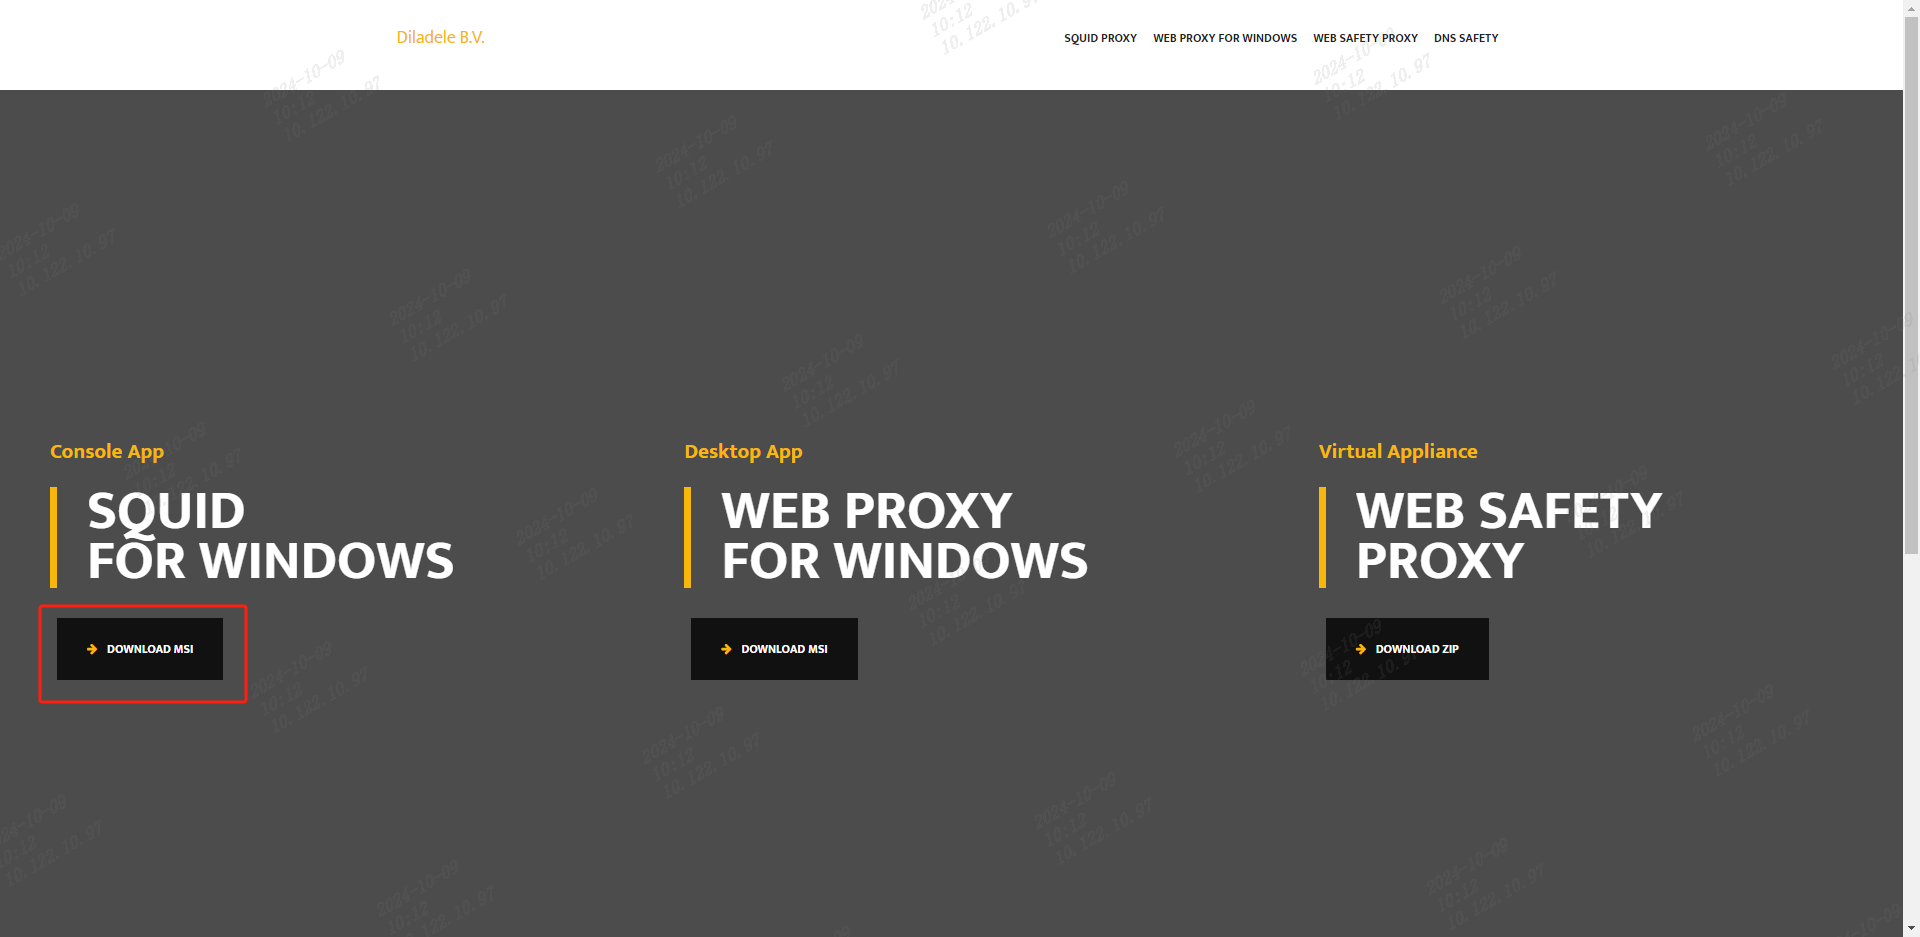 Diladele B.V.
SQUID PROXY
WEB PROXY FOR WINDOWS
WEB SAFETY PROXY
DNS SAFETY
Console App
SQUID
FOR WINDOWS
DOWNLOAD MSI
Desktop App
WEB PROXY
FOR WINDOWS
DOWNLOAD MSI
Virtual Appliance
WEB SAFETY
PROXY
DOWNLOAD ZIP
2024-10-09
10:12
10.122.10.97